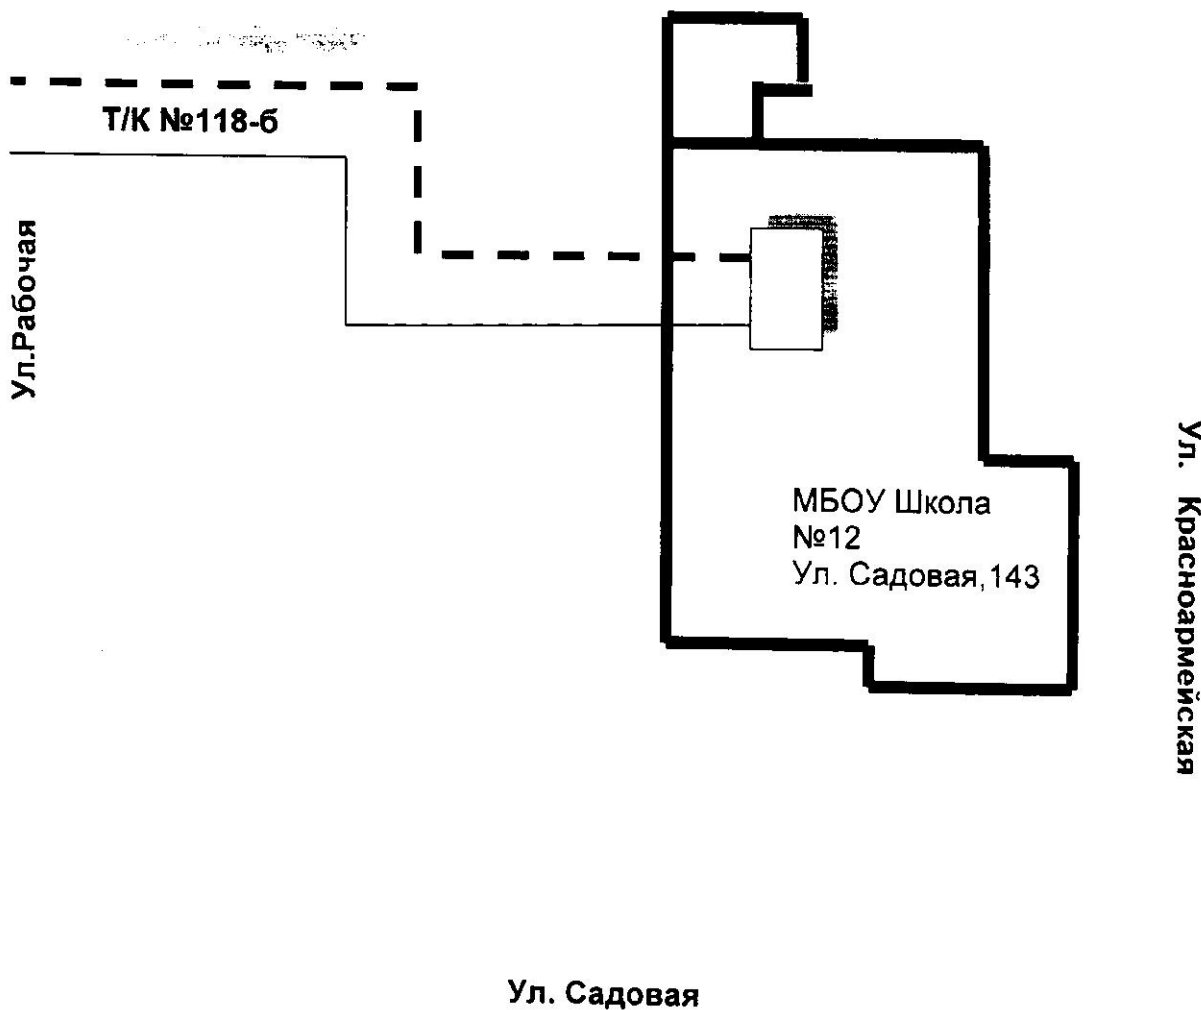 Т/К №118-б
Ул.Рабочая
МБОУ Школа
№12
Ул. Садовая,143
Ул. Красноармейская
Ул. Садовая